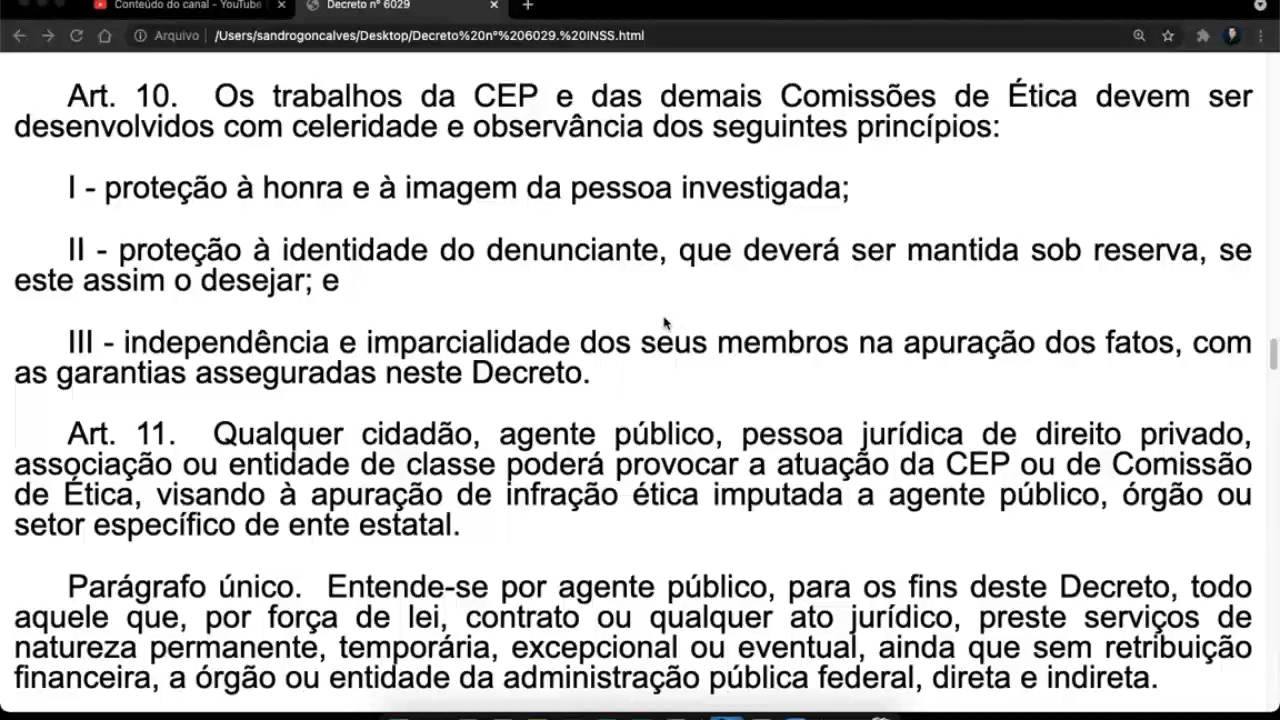 Conteúdo do canal - YouTube
Decreto nº 6029
Arquivo
/Users/sandrogoncalves/Desktop/Decreto%20n°%206029.%20INSS.html
Art. 10. Os trabalhos da CEP e das demais Comissões de Ética devem ser
desenvolvidos com celeridade e observância dos seguintes princípios:
I - proteção à honra e à imagem da pessoa investigada;
II - proteção à identidade do denunciante, que deverá ser mantida sob reserva, se
este assim o desejar; e
III - independência e imparcialidade dos seus membros na apuração dos fatos, com
as garantias asseguradas neste Decreto.
Art. 11. Qualquer cidadão, agente público, pessoa jurídica de direito privado,
associação ou entidade de classe poderá provocar a atuação da CEP ou de Comissão
de Ética, visando à apuração de infração ética imputada a agente público, órgão ou
setor específico de ente estatal.
Parágrafo único. Entende-se por agente público, para os fins deste Decreto, todo
aquele que, por força de lei, contrato ou qualquer ato jurídico, preste serviços de
natureza permanente, temporária, excepcional ou eventual, ainda que sem retribuição
financeira, a órgão ou entidade da administração pública federal, direta e indireta.